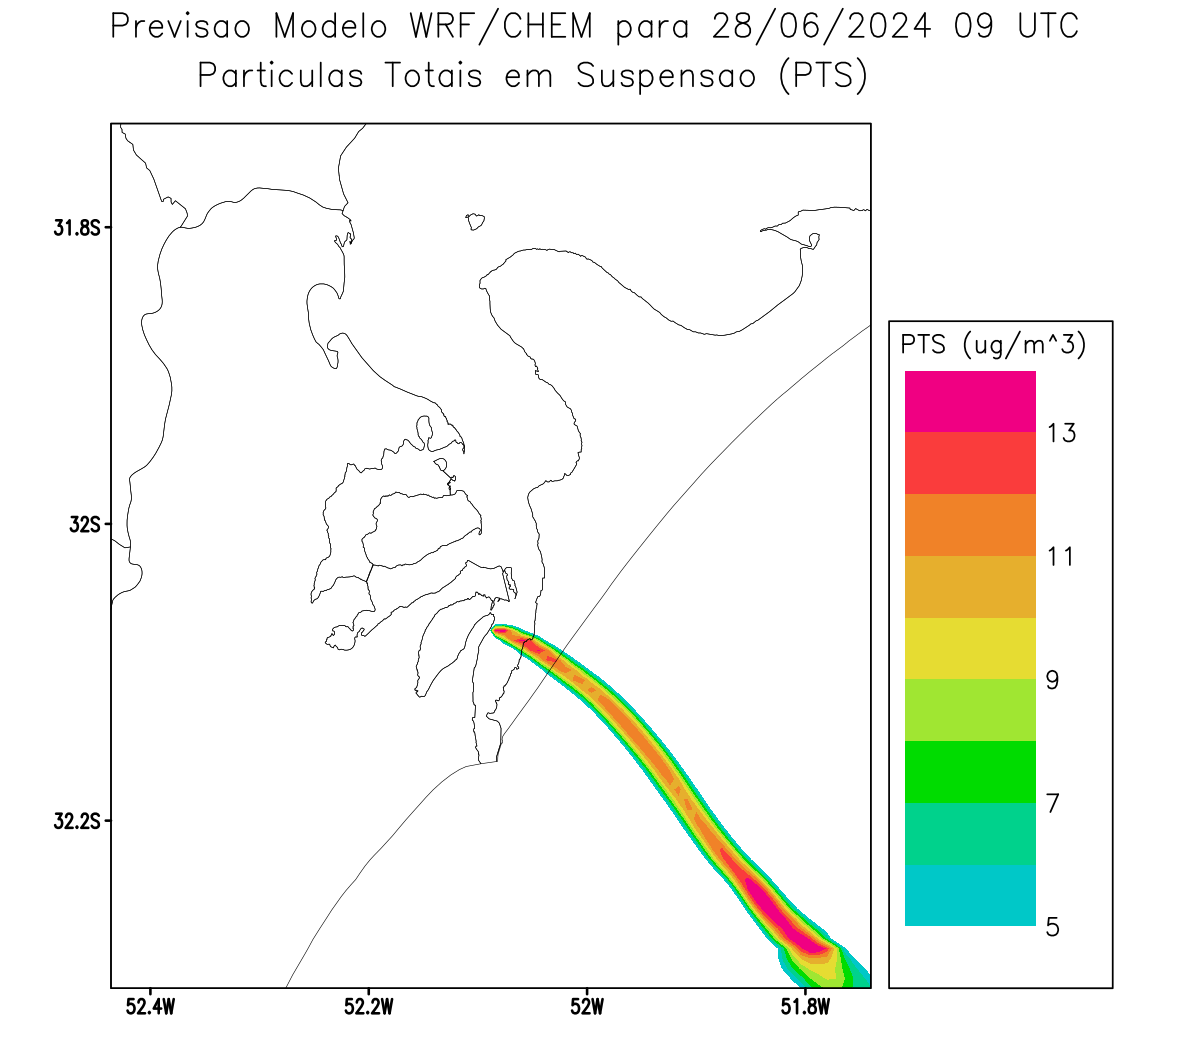 Previsao Modelo WRF/CHEM para 28/06/2024 09 UTC
Particulas Totais em Suspensao (PTS)
31.8S
32S
32.2S
52.4W
52.2W
52W
51.8W
PTS (ug/m^3)
13
11
9
7
5